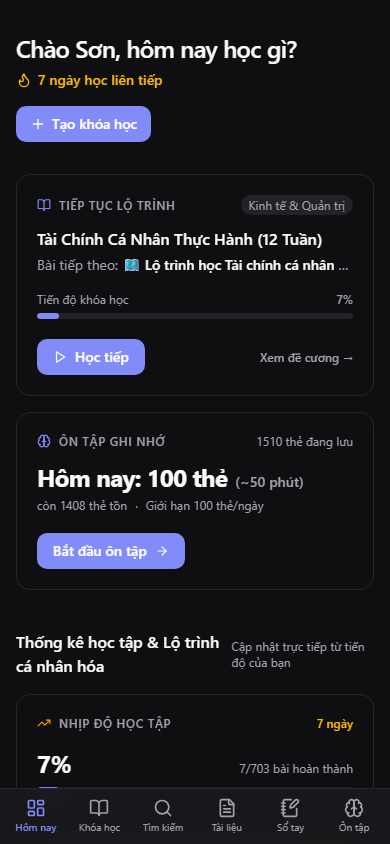 Chào Sơn, hôm nay học gì?
7 ngày học liên tiếp
+ Tạo khóa học
TIẾP TỤC LỘ TRÌNH
Kinh tế & Quản trị
Tài Chính Cá Nhân Thực Hành (12 Tuần)
Bài tiếp theo: 🗺️ Lộ trình học Tài chính cá nhân ...
Tiến độ khóa học
7%
Học tiếp
Xem đề cương →
ÔN TẬP GHI NHỚ
1510 thẻ đang lưu
Hôm nay: 100 thẻ (~50 phút)
còn 1408 thẻ tồn · Giới hạn 100 thẻ/ngày
Bắt đầu ôn tập →
Thống kê học tập & Lộ trình
cá nhân hóa
Cập nhật trực tiếp từ tiến
độ của bạn
NHỊP ĐỘ HỌC TẬP
7 ngày
7%
7/703 bài hoàn thành
Hôm nay
Khóa học
Tìm kiếm
Tài liệu
Sổ tay
Ôn tập